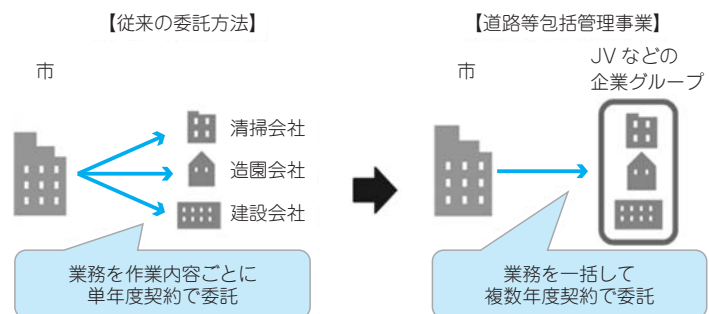 【従来の委託方法】
市
清掃会社
造園会社
建設会社
業務を作業内容ごとに
単年度契約で委託
【道路等包括管理事業】
市
JV などの
企業グループ
業務を一括して
複数年度契約で委託